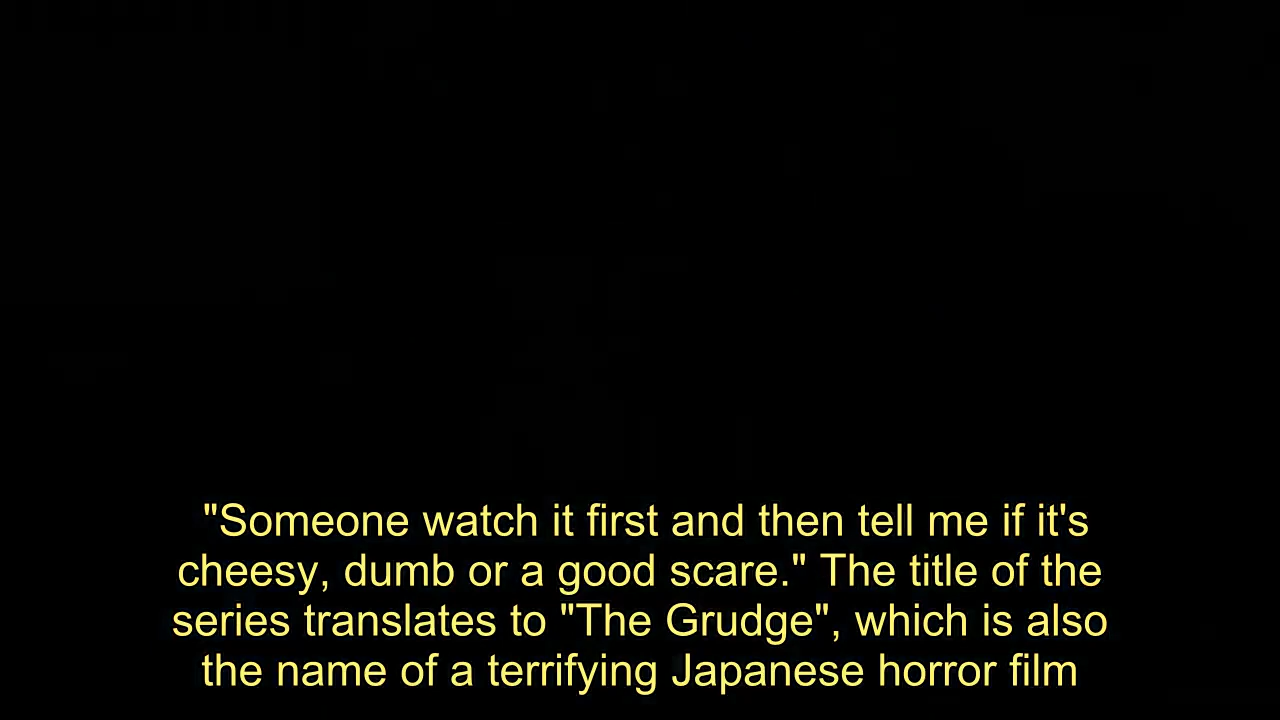 "Someone watch it first and then tell me if it's
cheesy, dumb or a good scare." The title of the
series translates to "The Grudge", which is also
the name of a terrifying Japanese horror film